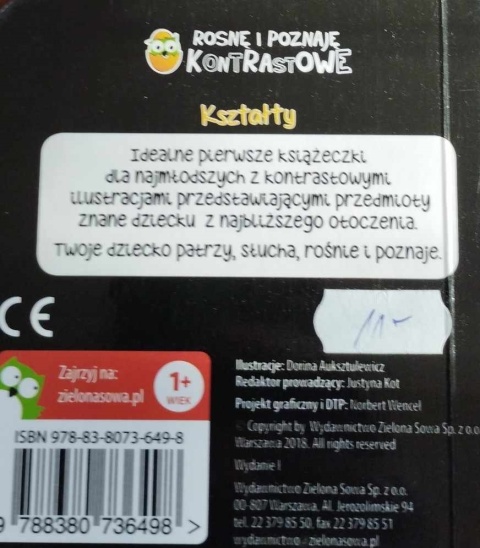 ROSNĘ I POZNAJĘ
KONTRASTOWE
Kształty
Idealne pierwsze książeczki
dla najmłodszych z kontrastowymi
ilustracjami przedstawiającymi przedmioty
znane dziecku z najbliższego otoczenia.
Twoje dziecko patrzy, słucha, rośnie i poznaje.
CE
11-
Zajrzyj na:
zielonasowa.pl
1+
WIEK
ISBN 978-83-8073-649-8
9 788380 736498 >
Ilustracje: Dorina Auksztulewicz
Redaktor prowadzący: Justyna Kot
Projekt graficzny i DTP: Norbert Wencel
© Copyright by Wydawnictwo Zielona Sowa Sp. z o.o.
Warszawa 2018. All rights reserved
Wydanie I
Wydawnictwo Zielona Sowa Sp. z o.o.
00-807 Warszawa, Al. Jerozolimskie 94
tel. 22 379 85 50, fax 22 379 85 51
wydawnictwo@zielonasowa.pl